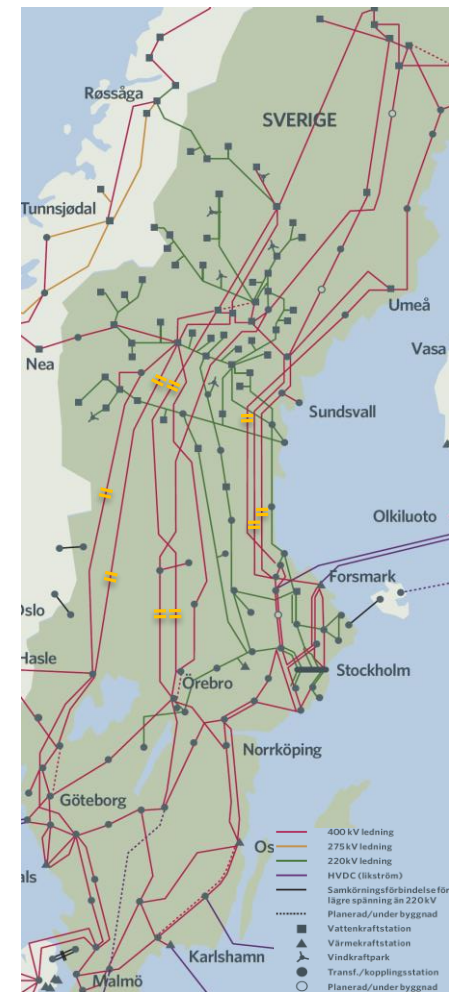 Røssåga
SVERIGE
Tunnsjødal
Umeå
Nea
Vasa
Sundsvall
Olkiluoto
Forsmark
Oslo
Hasle
Stockholm
Örebro
Norrköping
Göteborg
400 kV ledning
275 kV ledning
Os
220kV ledning
als
HVDC (likström)
Samkörningsförbindelse för
lägre spänning än 220 kV
Planerad/under byggnad
Vattenkraftstation
Värmekraftstation
Vindkraftpark
Karlshamn
Transf./kopplingsstation
Malmö
Planerad/under byggnad